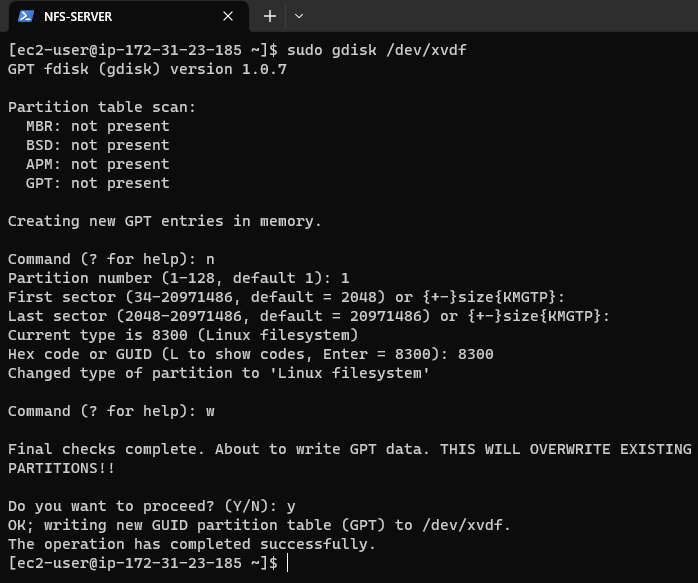 NFS-SERVER
[ec2-user@ip-172-31-23-185 ~]$ sudo gdisk /dev/xvdf
GPT fdisk (gdisk) version 1.0.7
Partition table scan:
MBR: not present
BSD: not present
APM: not present
GPT: not present
Creating new GPT entries in memory.
Command (? for help): n
Partition number (1-128, default 1): 1
First sector (34-20971486, default = 2048) or {+-}size{KMGTP}:
Last sector (2048-20971486, default = 20971486) or {+-}size{KMGTP}:
Current type is 8300 (Linux filesystem)
Hex code or GUID (L to show codes, Enter = 8300): 8300
Changed type of partition to 'Linux filesystem'
Command (? for help): w
Final checks complete. About to write GPT data. THIS WILL OVERWRITE EXISTING
PARTITIONS!!
Do you want to proceed? (Y/N): y
OK; writing new GUID partition table (GPT) to /dev/xvdf.
The operation has completed successfully.
[ec2-user@ip-172-31-23-185 ~]$